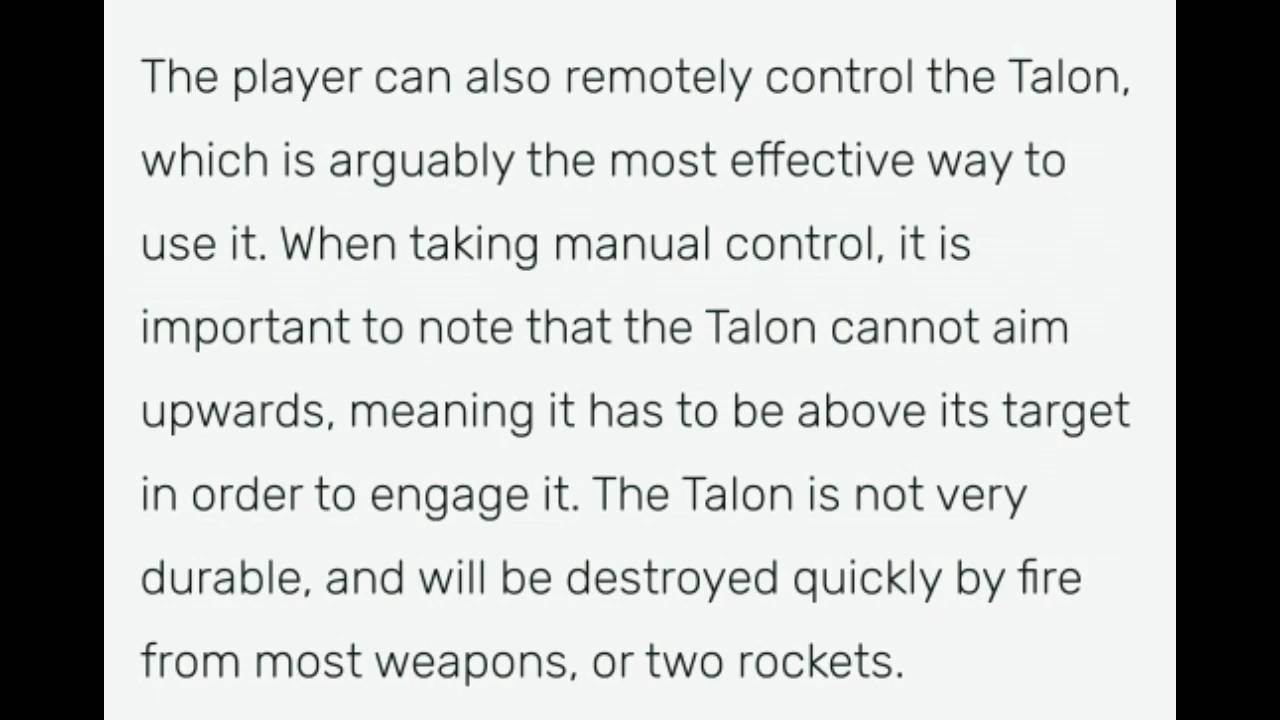 The player can also remotely control the Talon,
which is arguably the most effective way to
use it. When taking manual control, it is
important to note that the Talon cannot aim
upwards, meaning it has to be above its target
in order to engage it. The Talon is not very
durable, and will be destroyed quickly by fire
from most weapons, or two rockets.